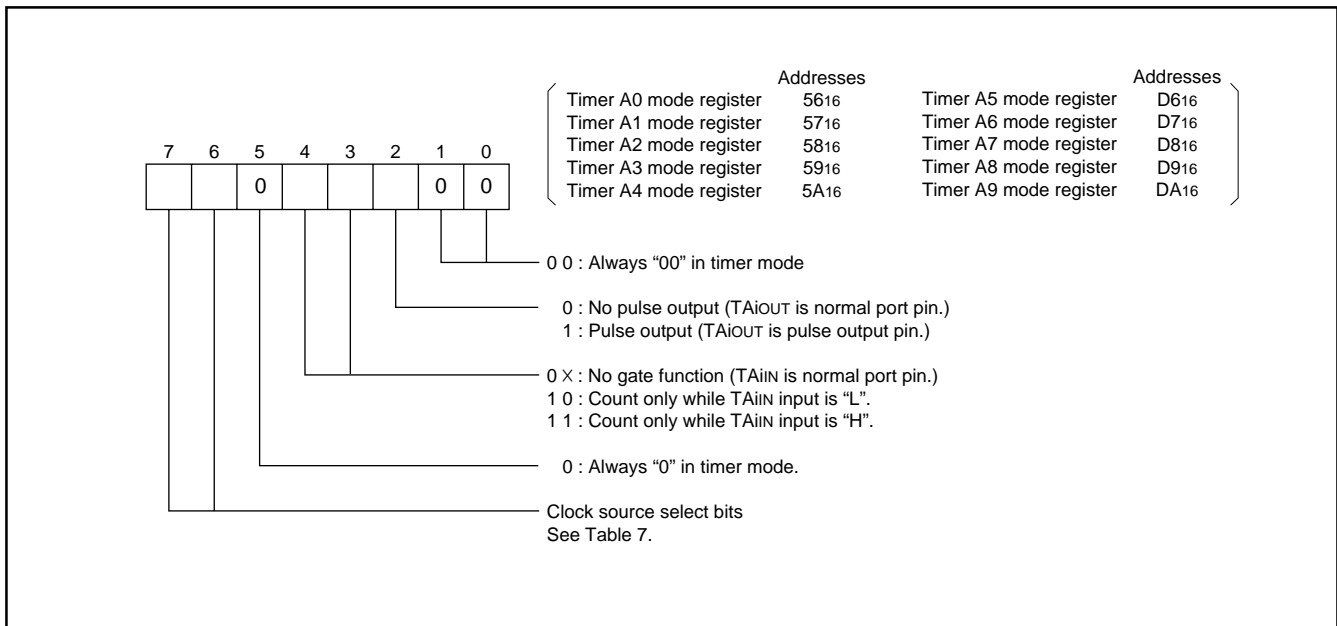 Addresses Addresses
Timer A0 mode register 5616 Timer A5 mode register D616
Timer A1 mode register 5716 Timer A6 mode register D716
Timer A2 mode register 5816 Timer A7 mode register D816
Timer A3 mode register 5916 Timer A8 mode register D916
Timer A4 mode register 5A16 Timer A9 mode register DA16
7 6 5 4 3 2 1 0
0 0 0
0 0 : Always “00” in timer mode
0 : No pulse output (TAiOUT is normal port pin.)
1 : Pulse output (TAiOUT is pulse output pin.)
0 × : No gate function (TAiIN is normal port pin.)
1 0 : Count only while TAiIN input is “L”.
1 1 : Count only while TAiIN input is “H”.
0 : Always “0” in timer mode.
Clock source select bits
See Table 7.